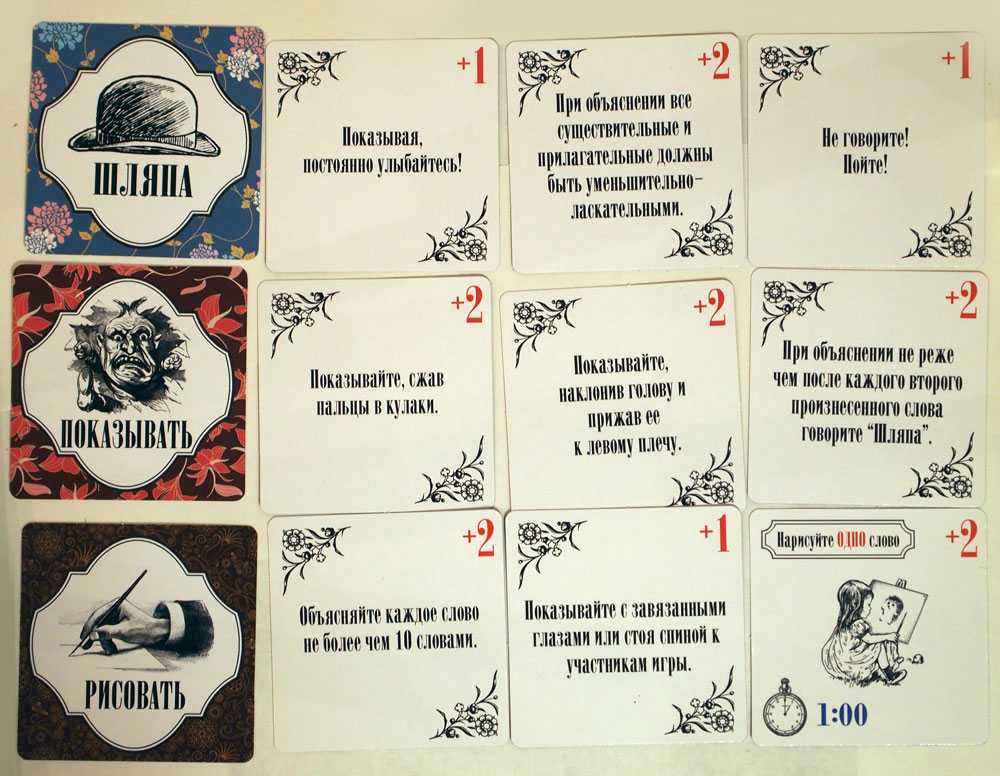 ШЛЯПА
+1
Показывая,
постоянно улыбайтесь!
+2
При объяснении все
существительные и
прилагательные должны
быть уменьшительно-
ласкательными.
+1
Не говорите!
Пойте!
ПОКАЗЫВАТЬ
+2
Показывайте, сжав
пальцы в кулаки.
+2
Показывайте,
наклонив голову и
прижав ее
к левому плечу.
+2
При объяснении не реже
чем после каждого второго
произнесенного слова
говорите “Шляпа”.
РИСОВАТЬ
+2
Объясняйте каждое слово
не более чем 10 словами.
+1
Показывайте с завязанными
глазами или стоя спиной к
участникам игры.
Нарисуйте ОДНО слово
+2
1:00